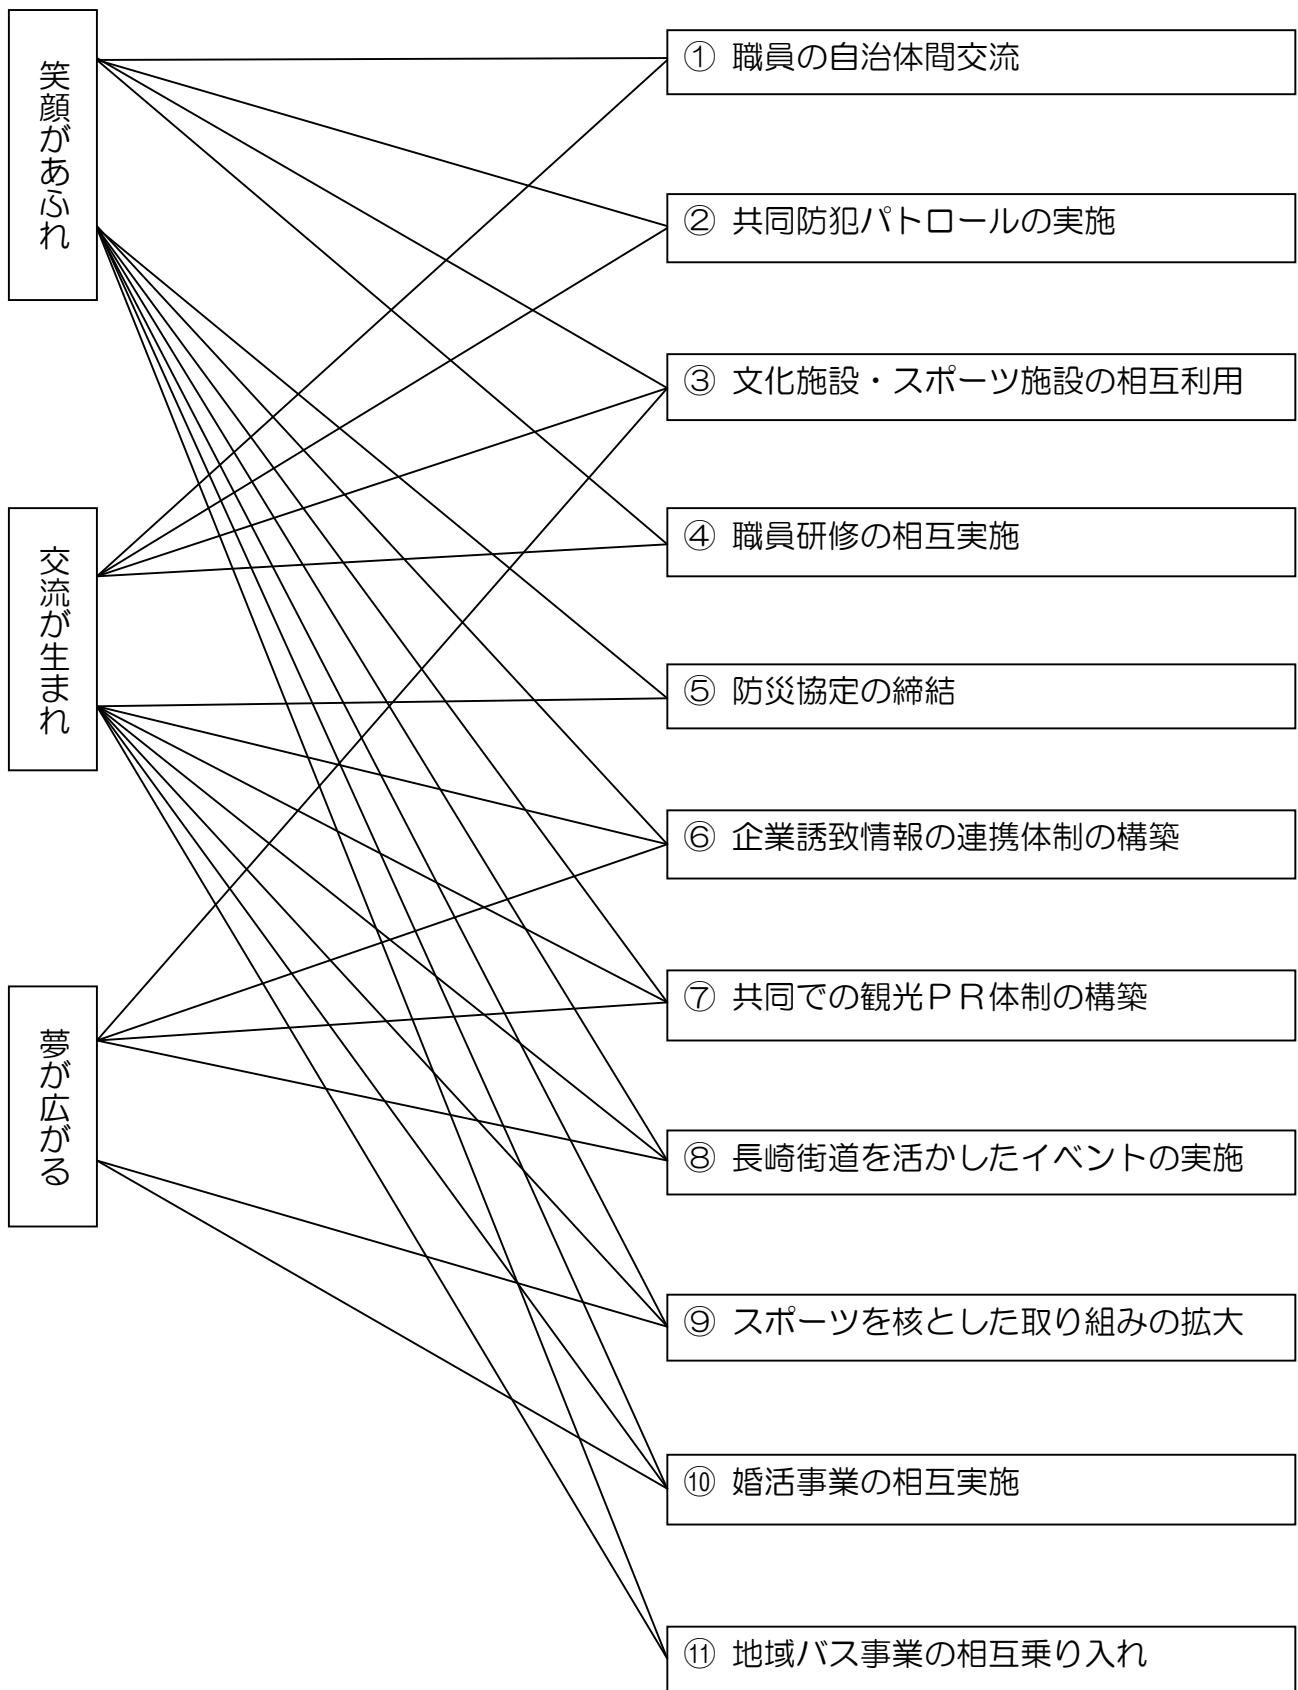 笑顔があふれ
交流が生まれ
夢が広がる
① 職員の自治体間交流
② 共同防犯パトロールの実施
③ 文化施設・スポーツ施設の相互利用
④ 職員研修の相互実施
⑤ 防災協定の締結
⑥ 企業誘致情報の連携体制の構築
⑦ 共同での観光ＰＲ体制の構築
⑧ 長崎街道を活かしたイベントの実施
⑨ スポーツを核とした取り組みの拡大
⑩ 婚活事業の相互実施
⑪ 地域バス事業の相互乗り入れ